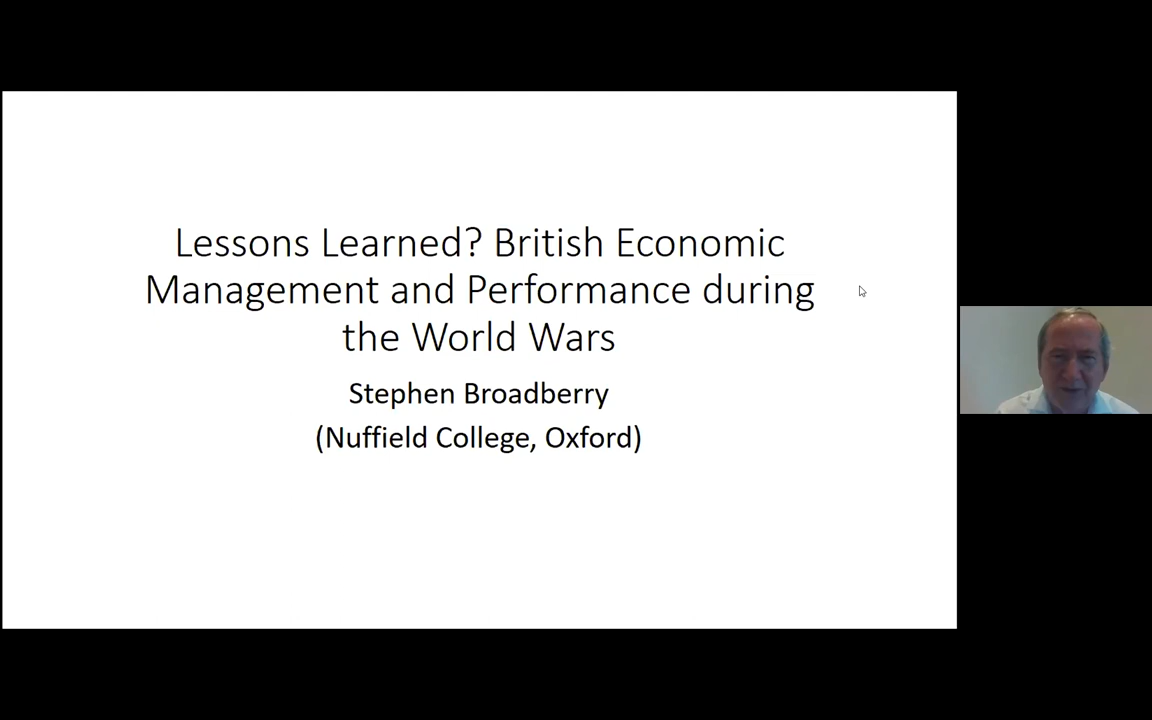 Lessons Learned? British Economic
Management and Performance during
the World Wars
Stephen Broadberry
(Nuffield College, Oxford)